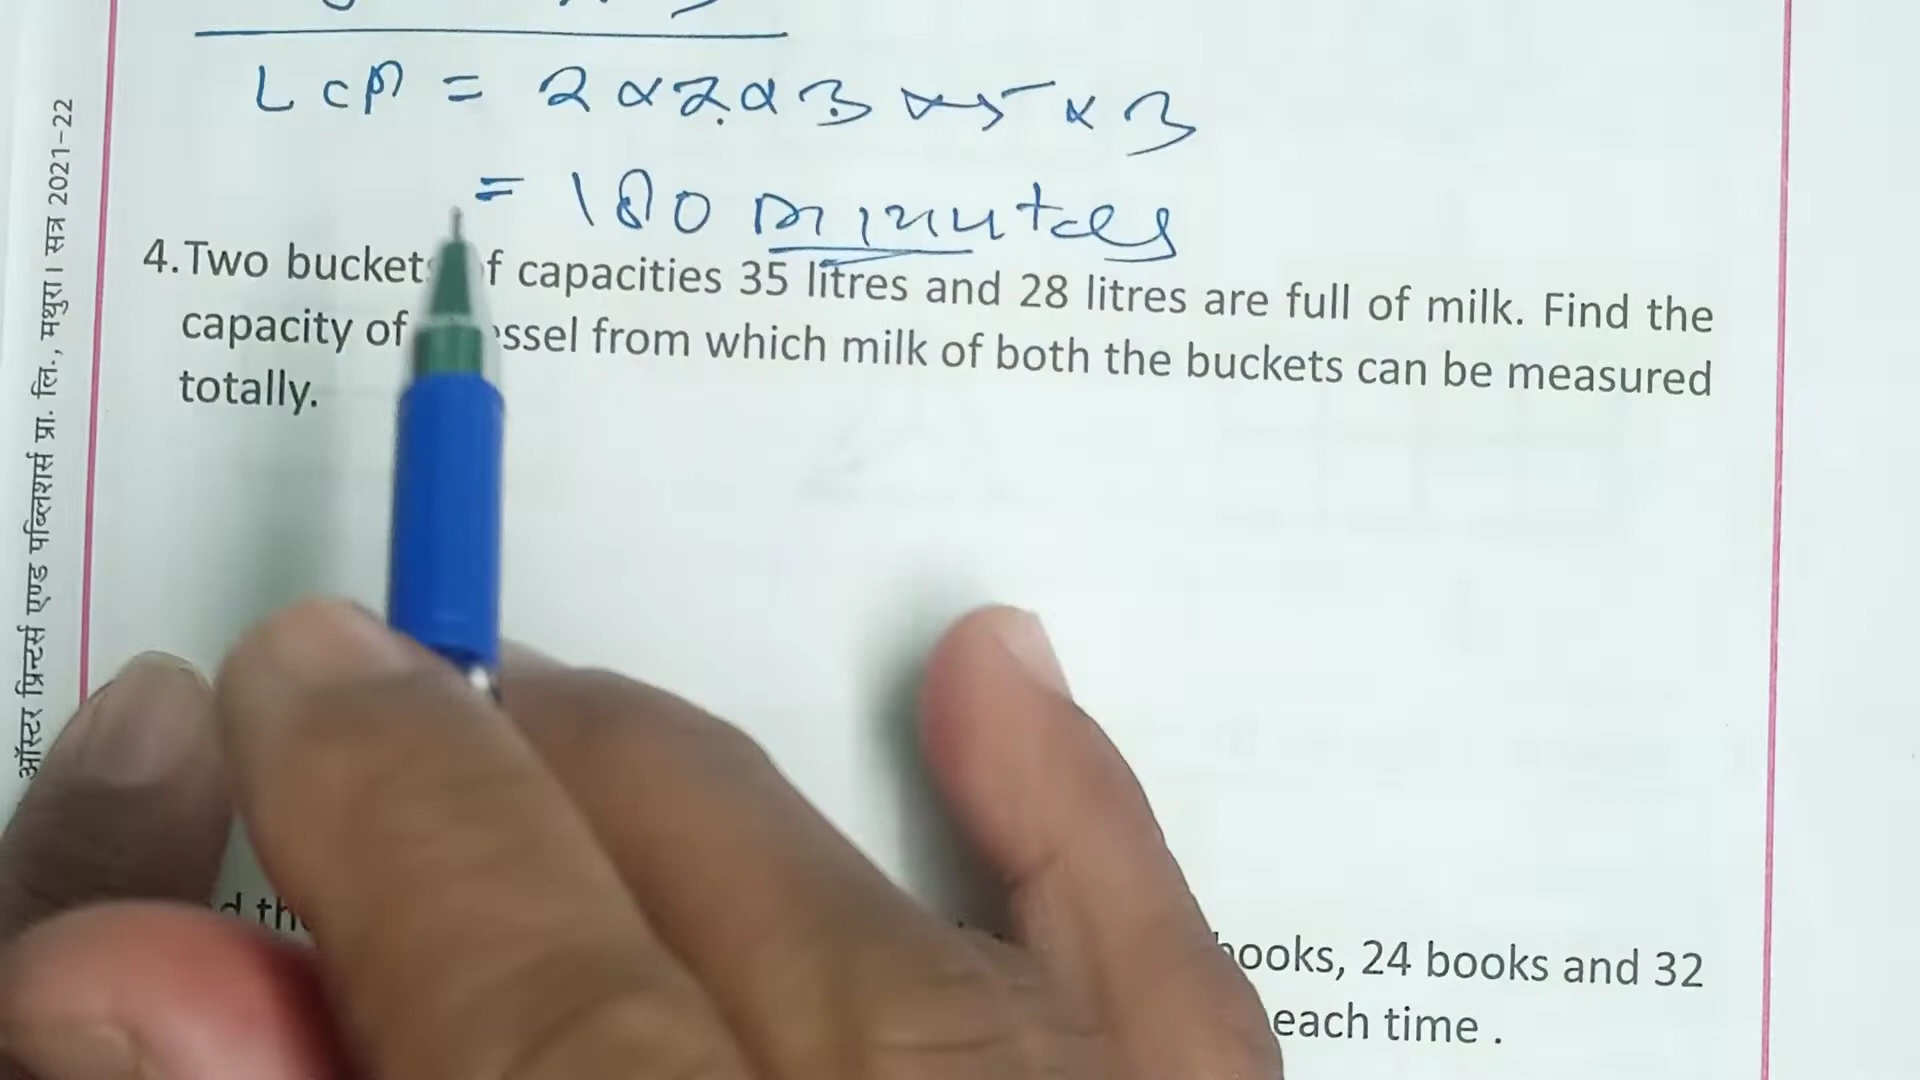 LCM = 2 x 2 x 3 x 5 x 3
= 180 minutes
4.Two bucket f capacities 35 litres and 28 litres are full of milk. Find the
capacity of ssel from which milk of both the buckets can be measured
totally.
books, 24 books and 32
each time .
ऑस्टर प्रिन्टर्स एण्ड पब्लिशर्स प्रा. लि., मथुरा। सत्र 2021-22